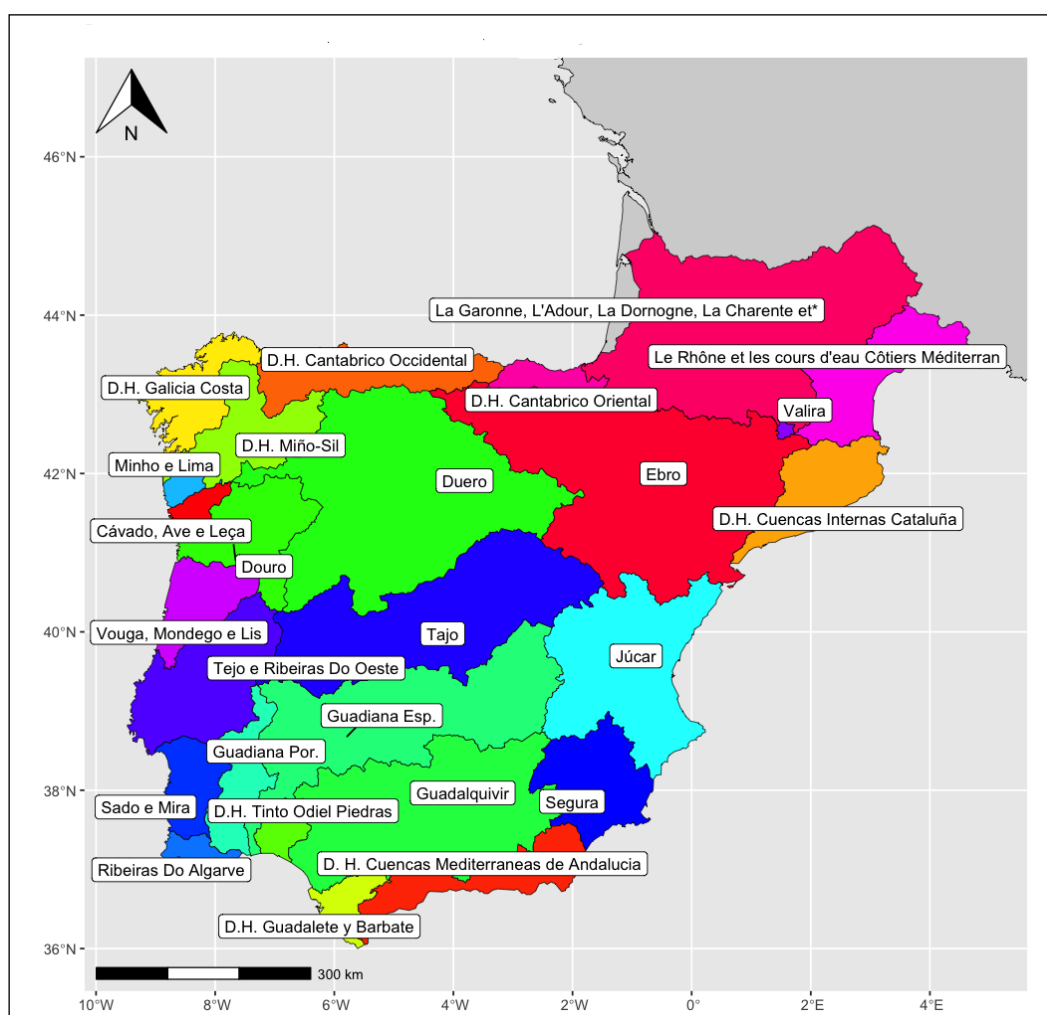 N
46°N
44°N
42°N
40°N
38°N
36°N
La Garonne, L'Adour, La Dornogne, La Charente et*
Le Rhône et les cours d'eau Côtiers Méditerran
D.H. Cantabrico Occidental
D.H. Galicia Costa
D.H. Cantabrico Oriental
Valira
D.H. Miño-Sil
Minho e Lima
Duero
Ebro
D.H. Cuencas Internas Cataluña
Cávado, Ave e Leça
Douro
Vouga, Mondego e Lis
Tajo
Júcar
Tejo e Ribeiras Do Oeste
Guadiana Esp.
Guadiana Por.
Guadalquivir
Segura
Sado e Mira
D.H. Tinto Odiel Piedras
Ribeiras Do Algarve
D. H. Cuencas Mediterraneas de Andalucia
D.H. Guadalete y Barbate
300 km
10°W 8°W 6°W 4°W 2°W 0° 2°E 4°E